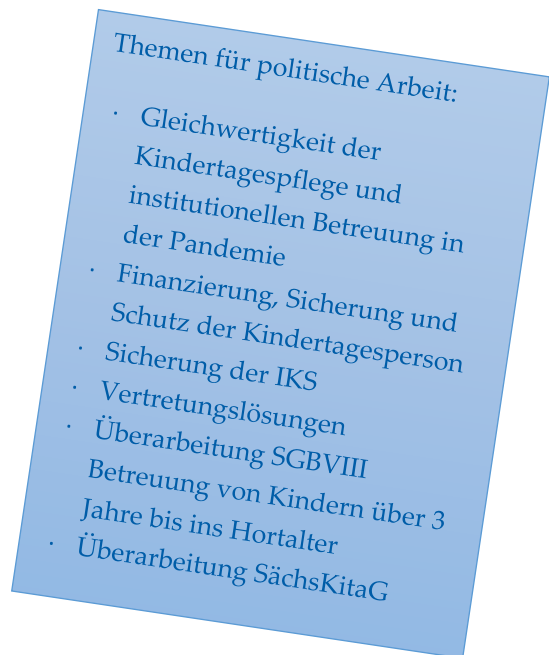 Themen für politische Arbeit:
· Gleichwertigkeit der
Kindertagespflege und
institutionellen Betreuung in
der Pandemie
· Finanzierung, Sicherung und
Schutz der Kindertagesperson
· Sicherung der IKS
· Vertretungslösungen
· Überarbeitung SGBVIII
Betreuung von Kindern über 3
Jahre bis ins Hortalter
· Überarbeitung SächsKitaG